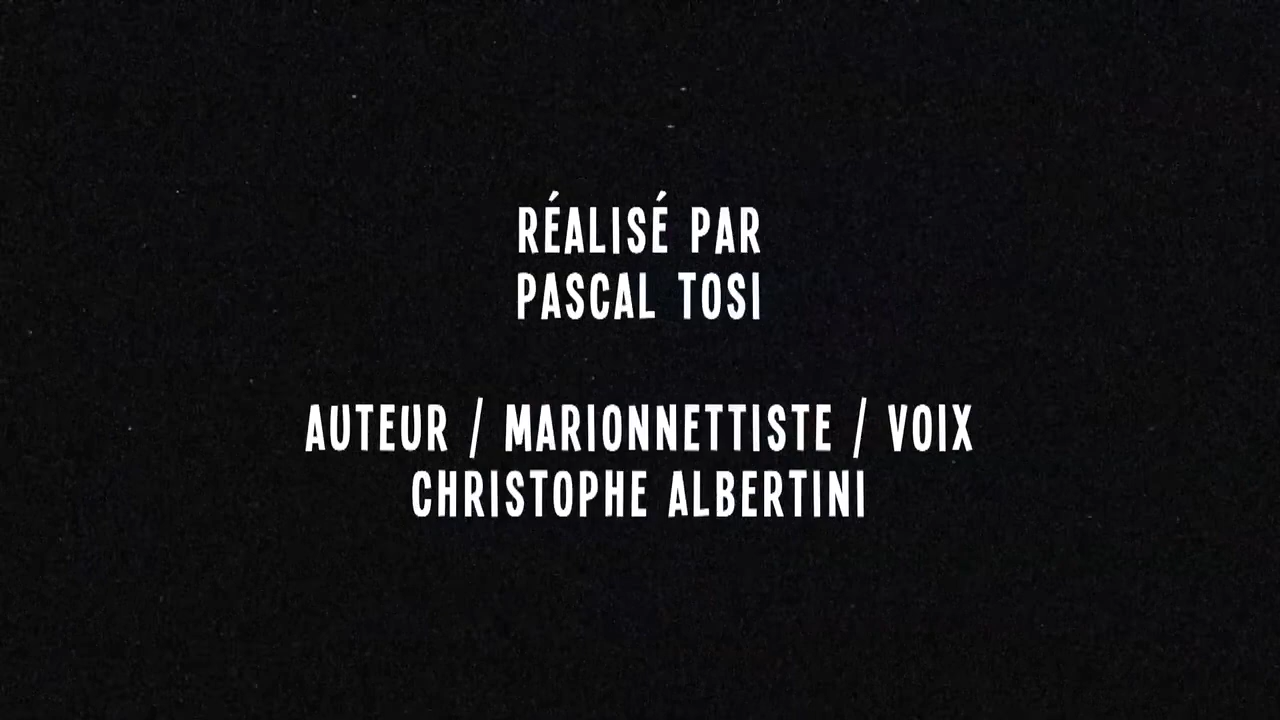 RÉALISÉ PAR
PASCAL TOSI
AUTEUR / MARIONNETTISTE / VOIX
CHRISTOPHE ALBERTINI